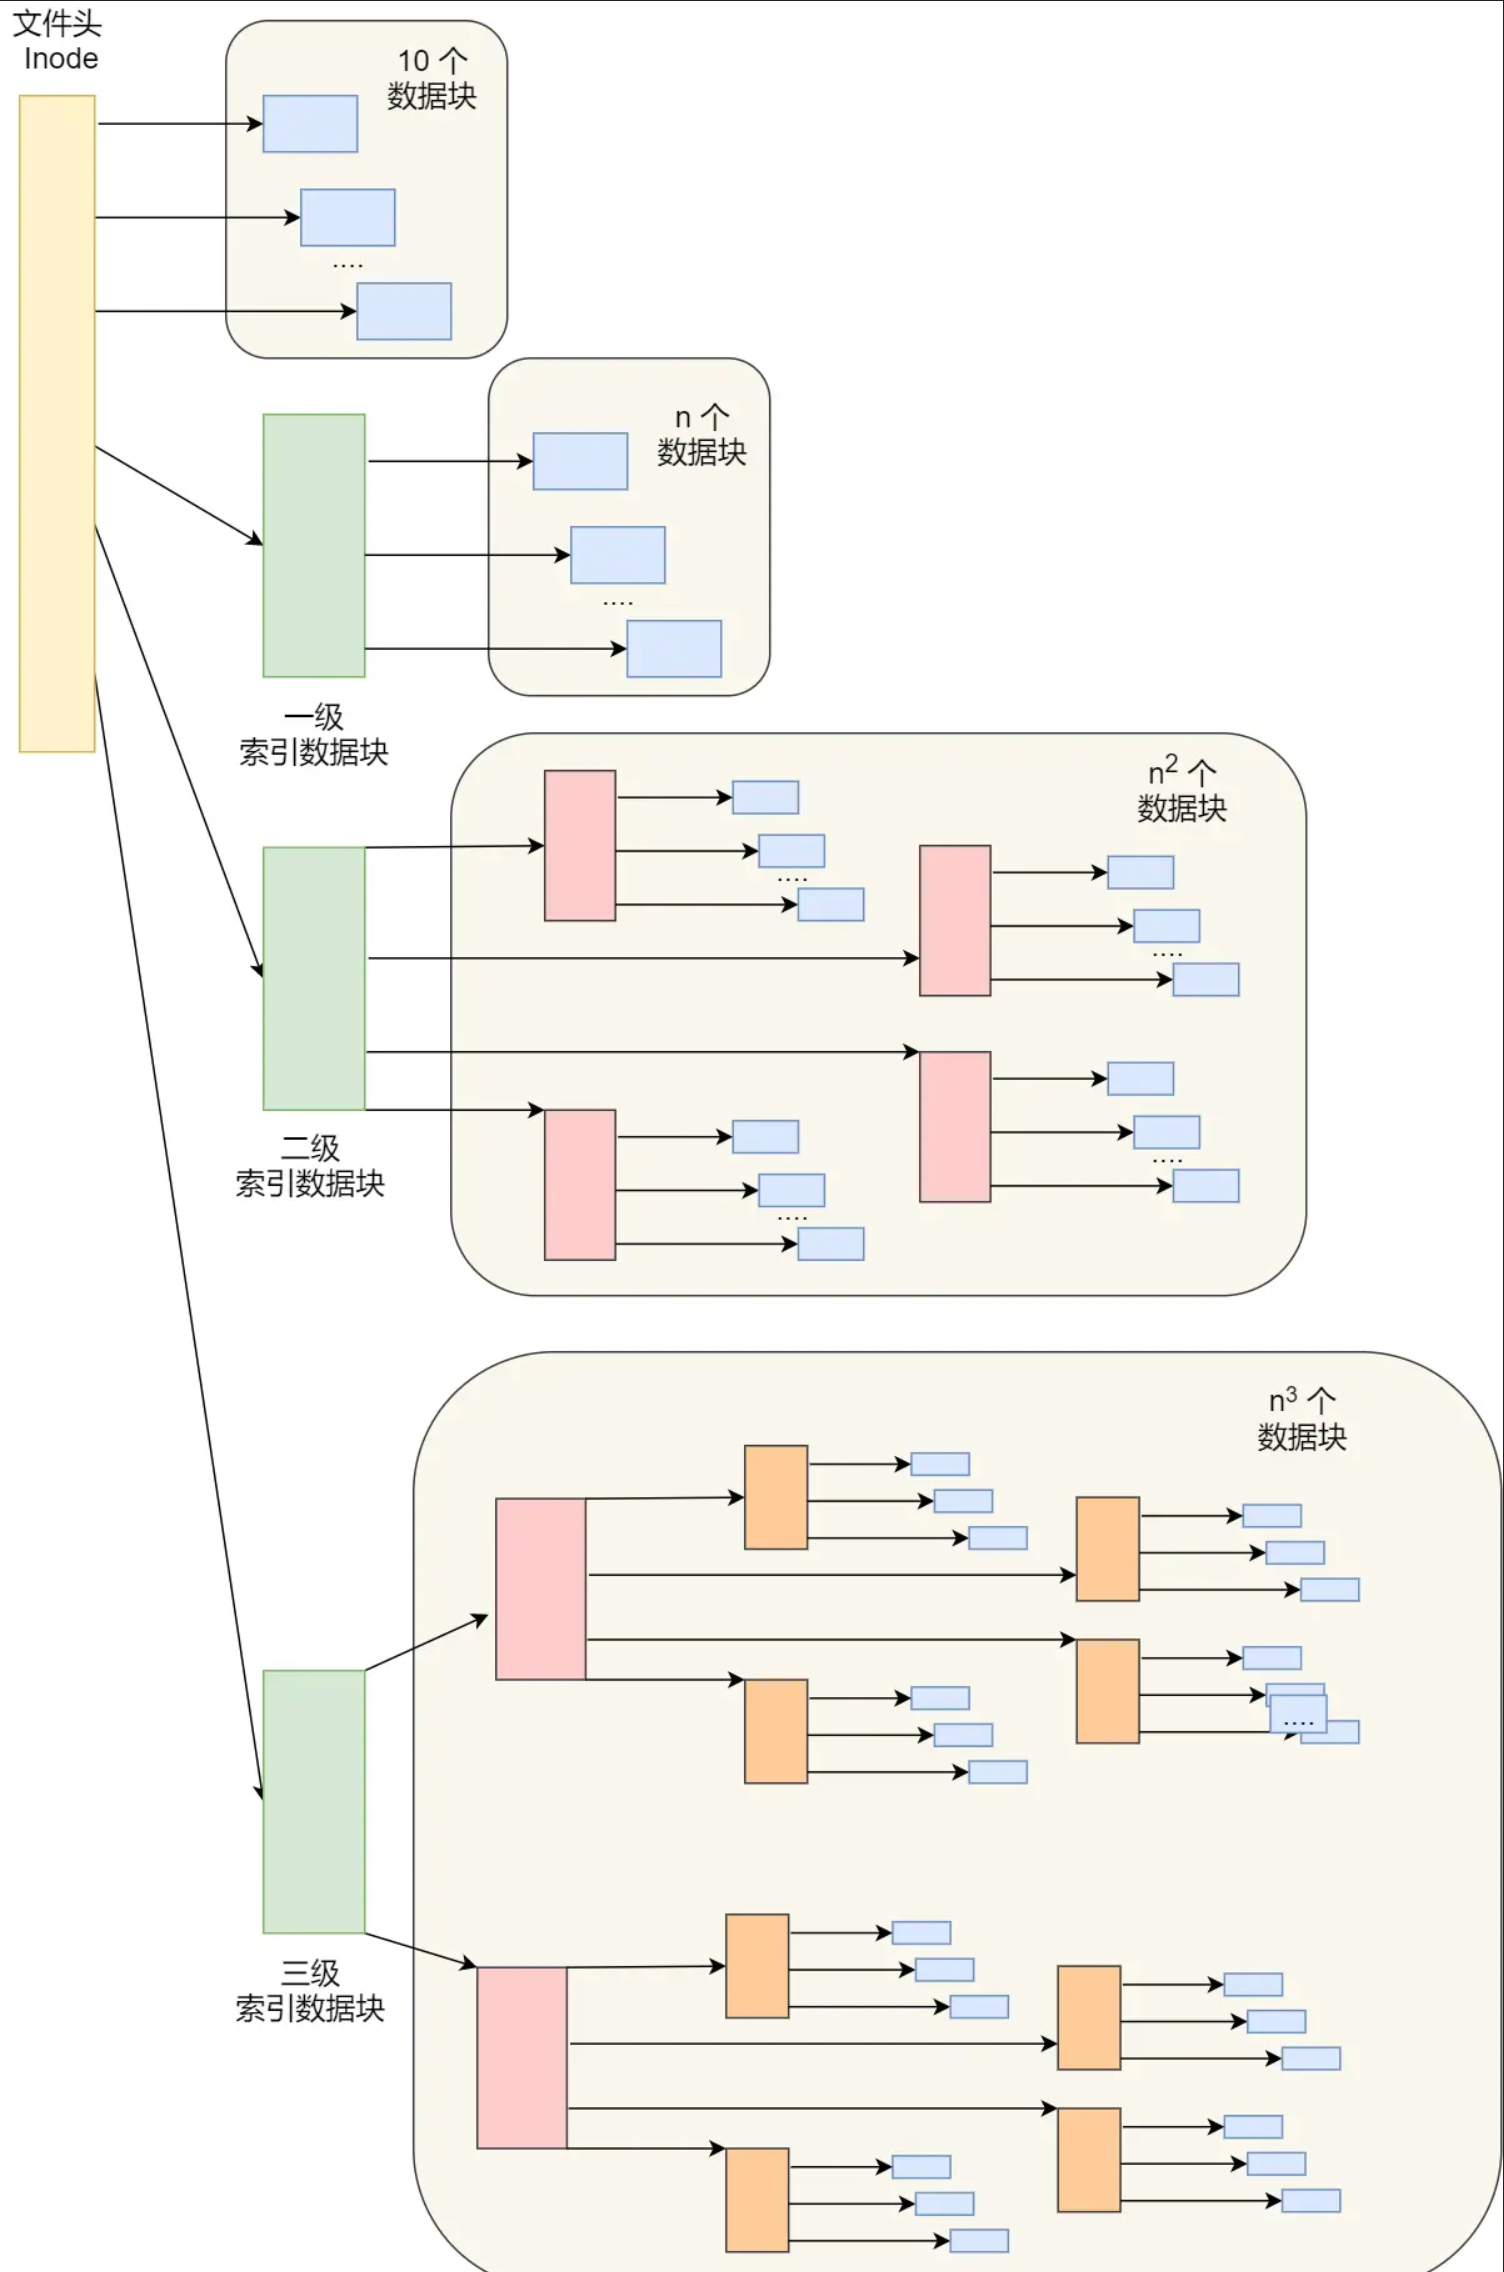 文件头
Inode
10 个
数据块
....
n 个
数据块
....
一级
索引数据块
n² 个
数据块
....
....
....
....
二级
索引数据块
n³ 个
数据块
....
三级
索引数据块